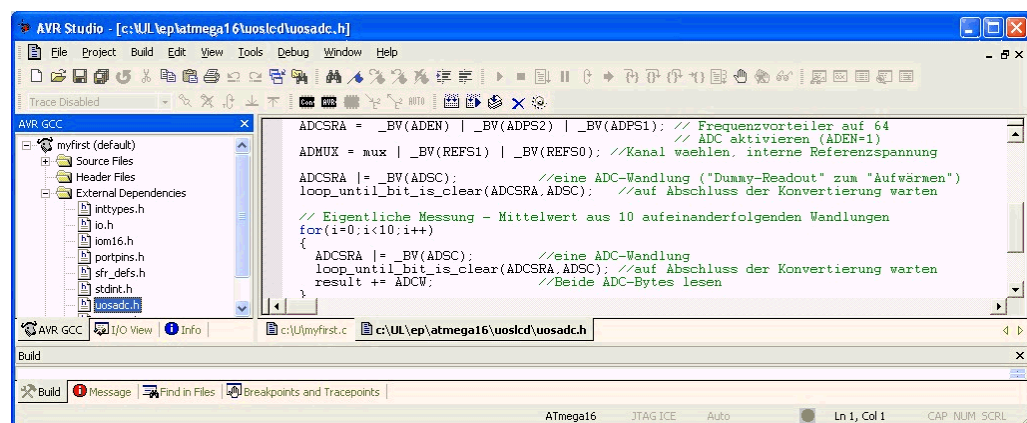 AVR Studio - [c:\UL\ep\atmega16\uoslcd\uosadc.h]
File Project Build Edit View Tools Debug Window Help
Trace Disabled
Con AVR AUTO
AVR GCC
myfirst (default)
Source Files
Header Files
External Dependencies
inttypes.h
io.h
iom16.h
portpins.h
sfr_defs.h
stdint.h
uosadc.h
ADCSRA = _BV(ADEN) | _BV(ADPS2) | _BV(ADPS1); // Frequenzvorteiler auf 64
// ADC aktivieren (ADEN=1)
ADMUX = mux | _BV(REFS1) | _BV(REFS0); //Kanal waehlen, interne Referenzspannung
ADCSRA |= _BV(ADSC); //eine ADC-Wandlung ("Dummy-Readout" zum "Aufwärmen")
loop_until_bit_is_clear(ADCSRA,ADSC); //auf Abschluss der Konvertierung warten
// Eigentliche Messung - Mittelwert aus 10 aufeinanderfolgenden Wandlungen
for(i=0;i<10;i++)
{
ADCSRA |= _BV(ADSC); //eine ADC-Wandlung
loop_until_bit_is_clear(ADCSRA,ADSC); //auf Abschluss der Konvertierung warten
result += ADCW; //Beide ADC-Bytes lesen
}
AVR GCC I/O View Info
c:\U\myfirst.c c:\UL\ep\atmega16\uoslcd\uosadc.h
Build
Build Message Find in Files Breakpoints and Tracepoints
ATmega16 JTAG ICE Auto Ln 1, Col 1 CAP NUM SCRL